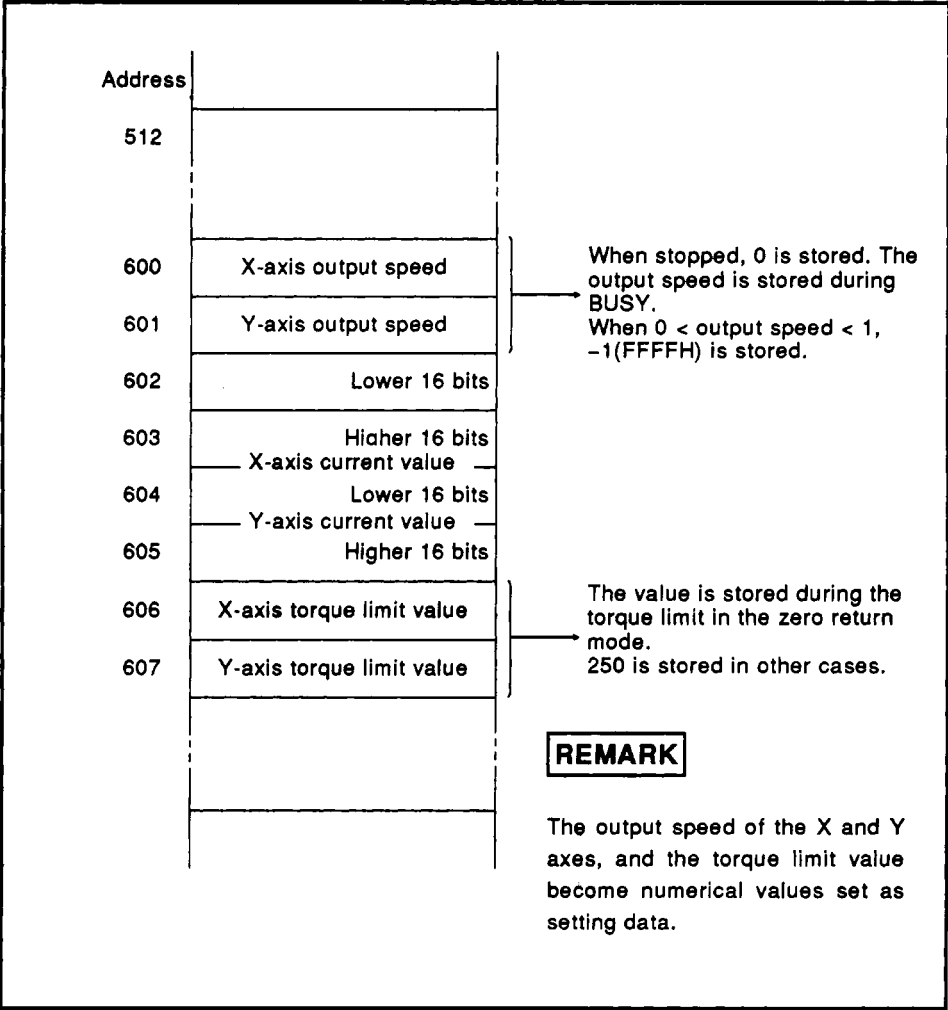 Address
512
600 X-axis output speed
601 Y-axis output speed
When stopped, 0 is stored. The
output speed is stored during
BUSY.
When 0 < output speed < 1,
-1(FFFFH) is stored.
602 Lower 16 bits
603 Higher 16 bits
X-axis current value
604 Lower 16 bits
Y-axis current value
605 Higher 16 bits
606 X-axis torque limit value
607 Y-axis torque limit value
The value is stored during the
torque limit in the zero return
mode.
250 is stored in other cases.
REMARK
The output speed of the X and Y
axes, and the torque limit value
become numerical values set as
setting data.